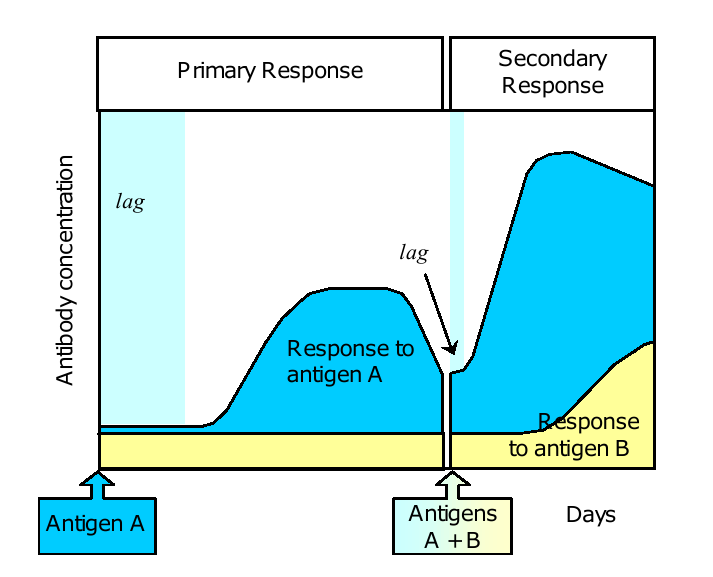 Primary Response
Secondary
Response
Antibody concentration
lag
lag
Response to
antigen A
Response
to antigen B
Antigen A
Antigens
A + B
Days